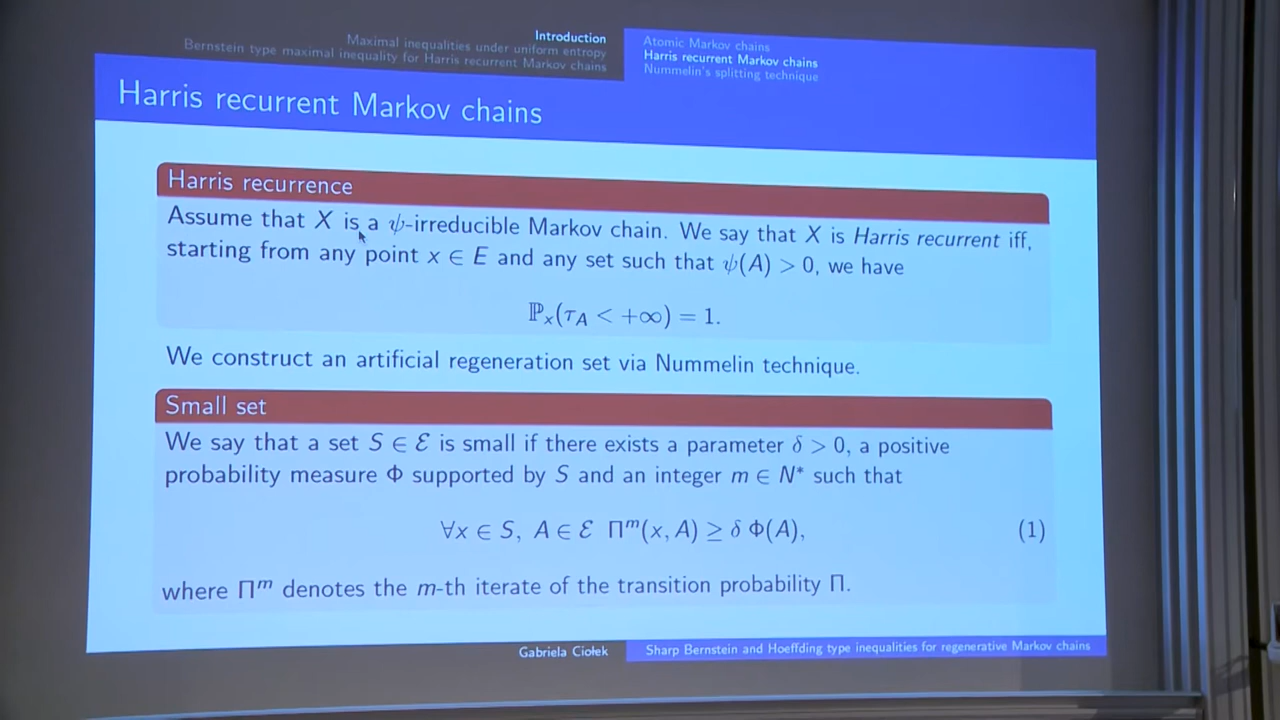 Introduction
Maximal inequalities under uniform entropy
Bernstein type maximal inequality for Harris recurrent Markov chains
Atomic Markov chains
Harris recurrent Markov chains
Nummelin's splitting technique
Harris recurrent Markov chains
Harris recurrence
Assume that X is a ψ-irreducible Markov chain. We say that X is Harris recurrent iff,
starting from any point x ∈ E and any set such that ψ(A) > 0, we have
ℙₓ(τ_A < +∞) = 1.
We construct an artificial regeneration set via Nummelin technique.
Small set
We say that a set S ∈ ℰ is small if there exists a parameter δ > 0, a positive
probability measure Φ supported by S and an integer m ∈ N* such that
∀x ∈ S, A ∈ ℰ Πᵐ(x, A) ≥ δ Φ(A), (1)
where Πᵐ denotes the m-th iterate of the transition probability Π.
Gabriela Ciołek
Sharp Bernstein and Hoeffding type inequalities for regenerative Markov chains